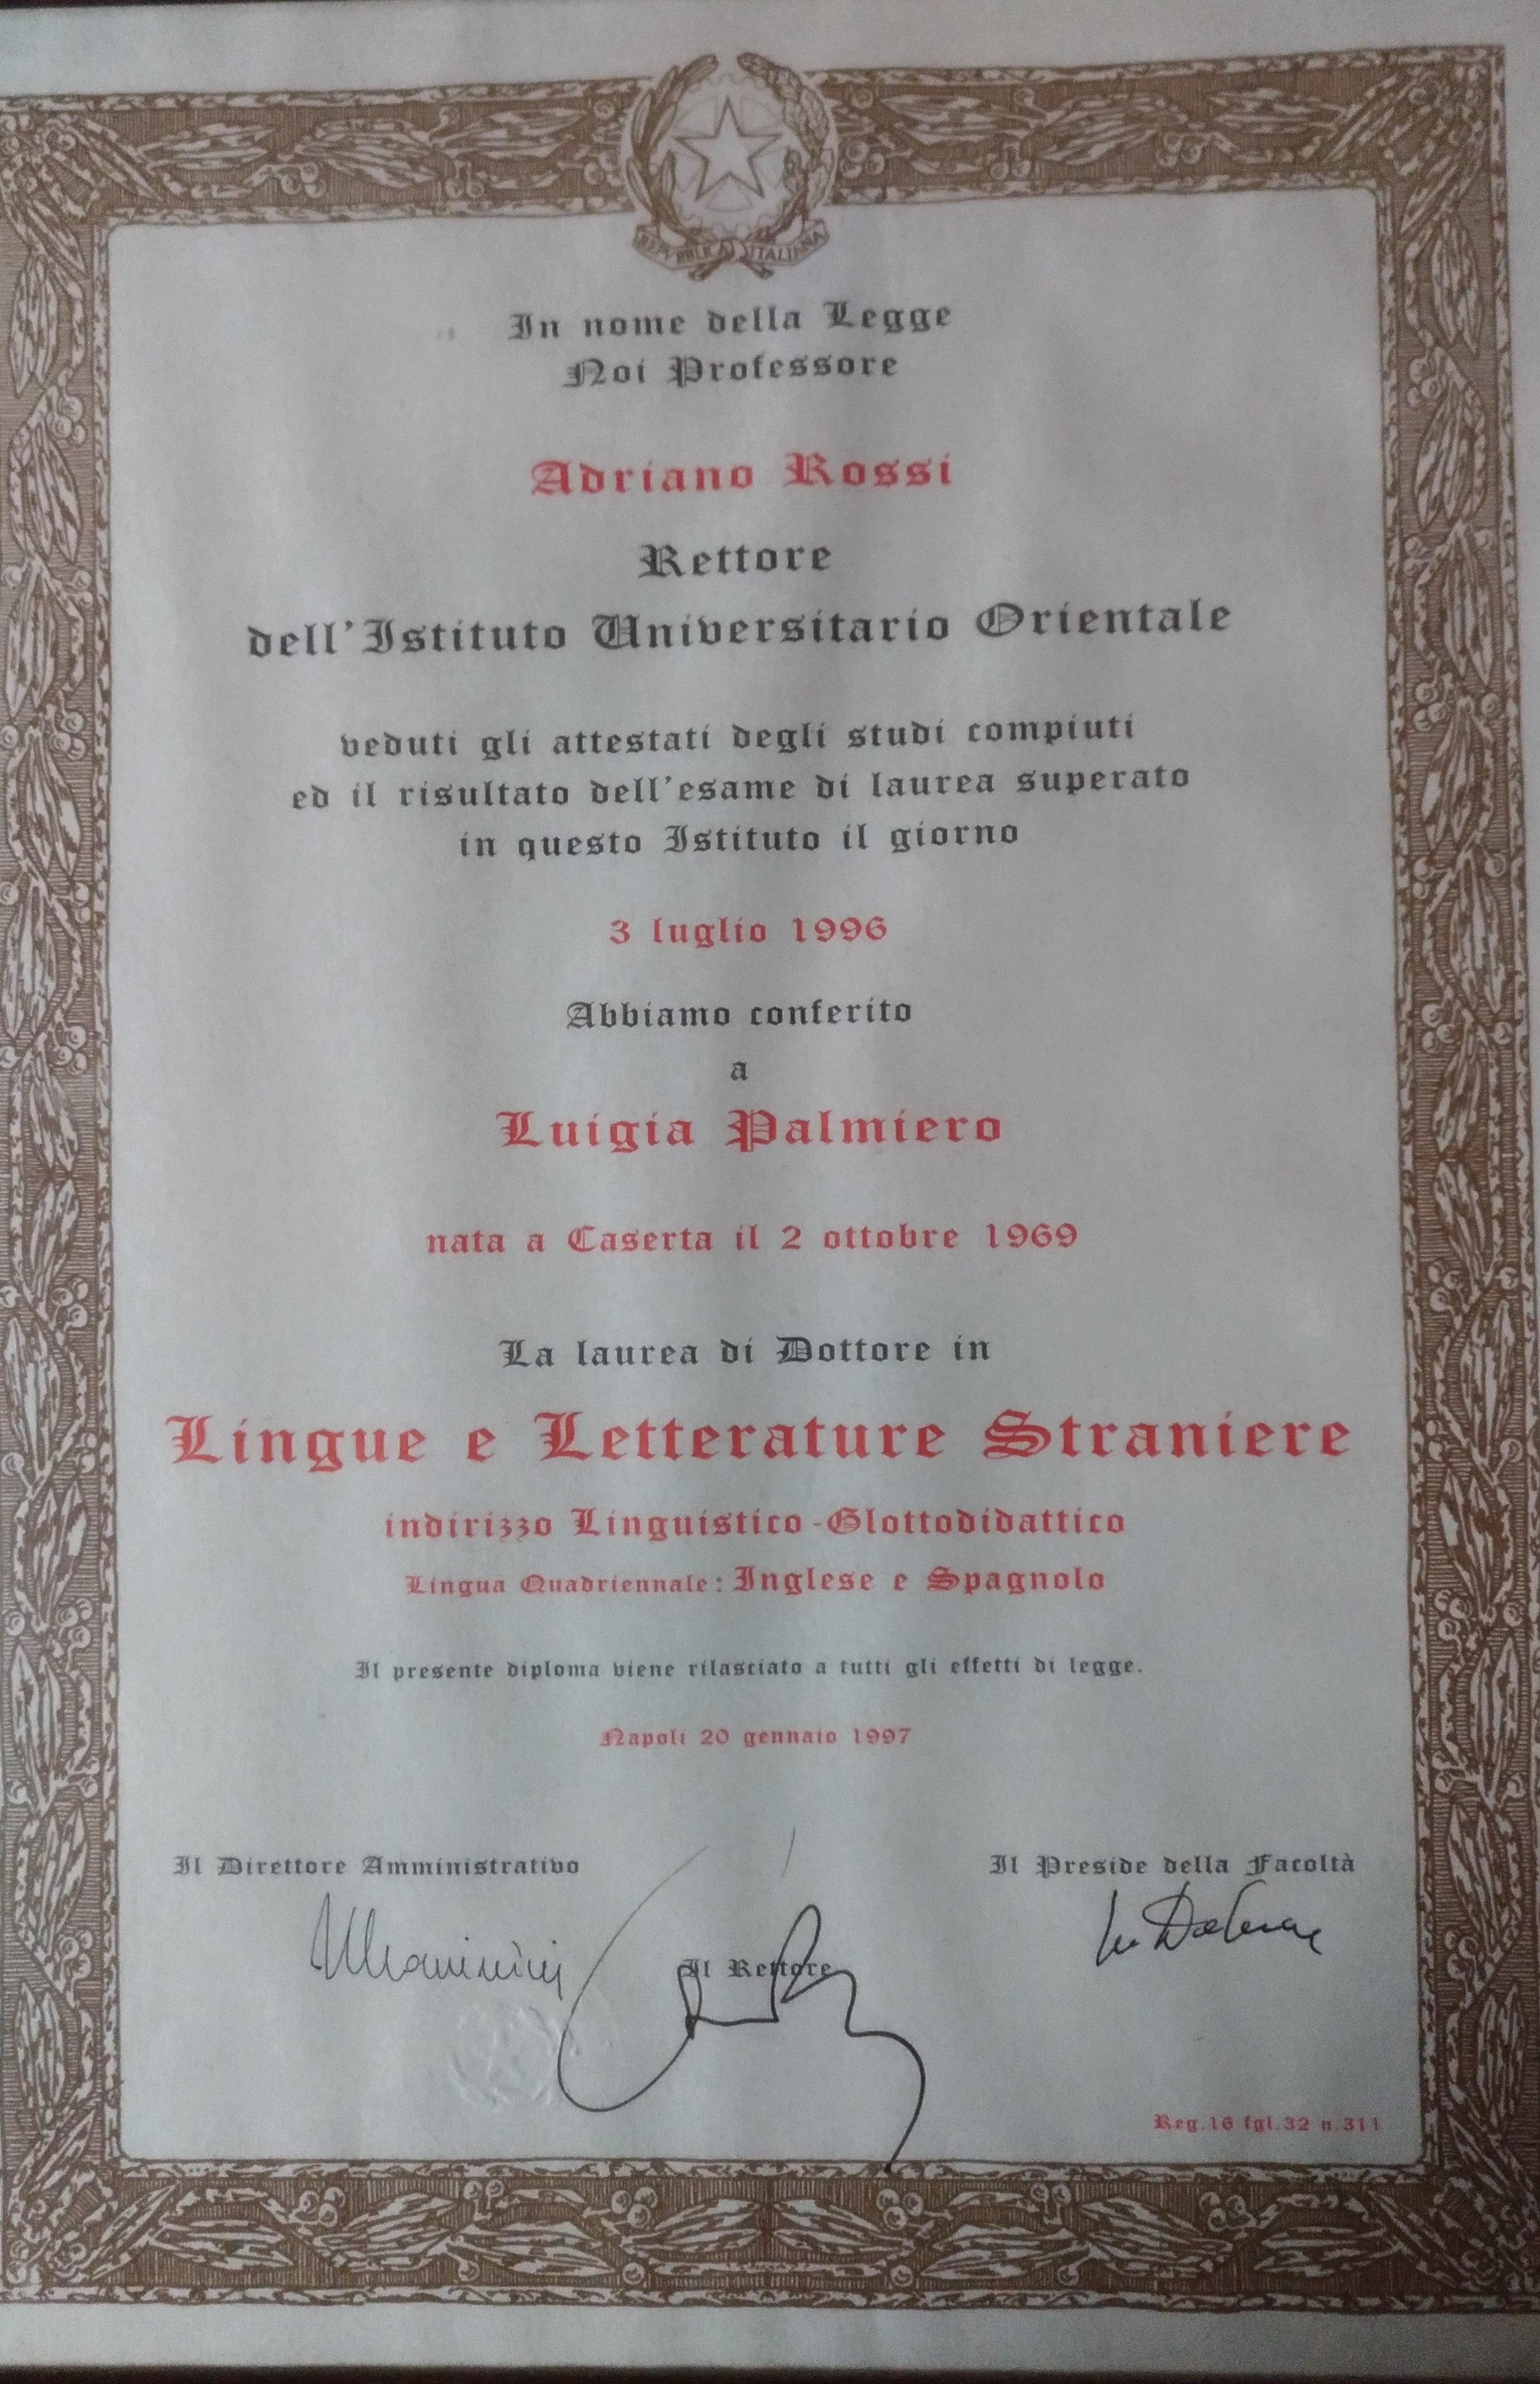 REPVBBLICA ITALIANA
In nome della Legge
Noi Professore
Adriano Rossi
Rettore
dell'Istituto Universitario Orientale
veduti gli attestati degli studi compiuti
ed il risultato dell'esame di laurea superato
in questo Istituto il giorno
3 luglio 1996
Abbiamo conferito
a
Luigia Palmiero
nata a Caserta il 2 ottobre 1969
La laurea di Dottore in
Lingue e Letterature Straniere
indirizzo Linguistico-Glottodidattico
Lingua Quadriennale: Inglese e Spagnolo
Il presente diploma viene rilasciato a tutti gli effetti di legge.
Napoli 20 gennaio 1997
Il Direttore Amministrativo
Il Preside della Facoltà
Il Rettore
Reg.16 fgl.32 n.311